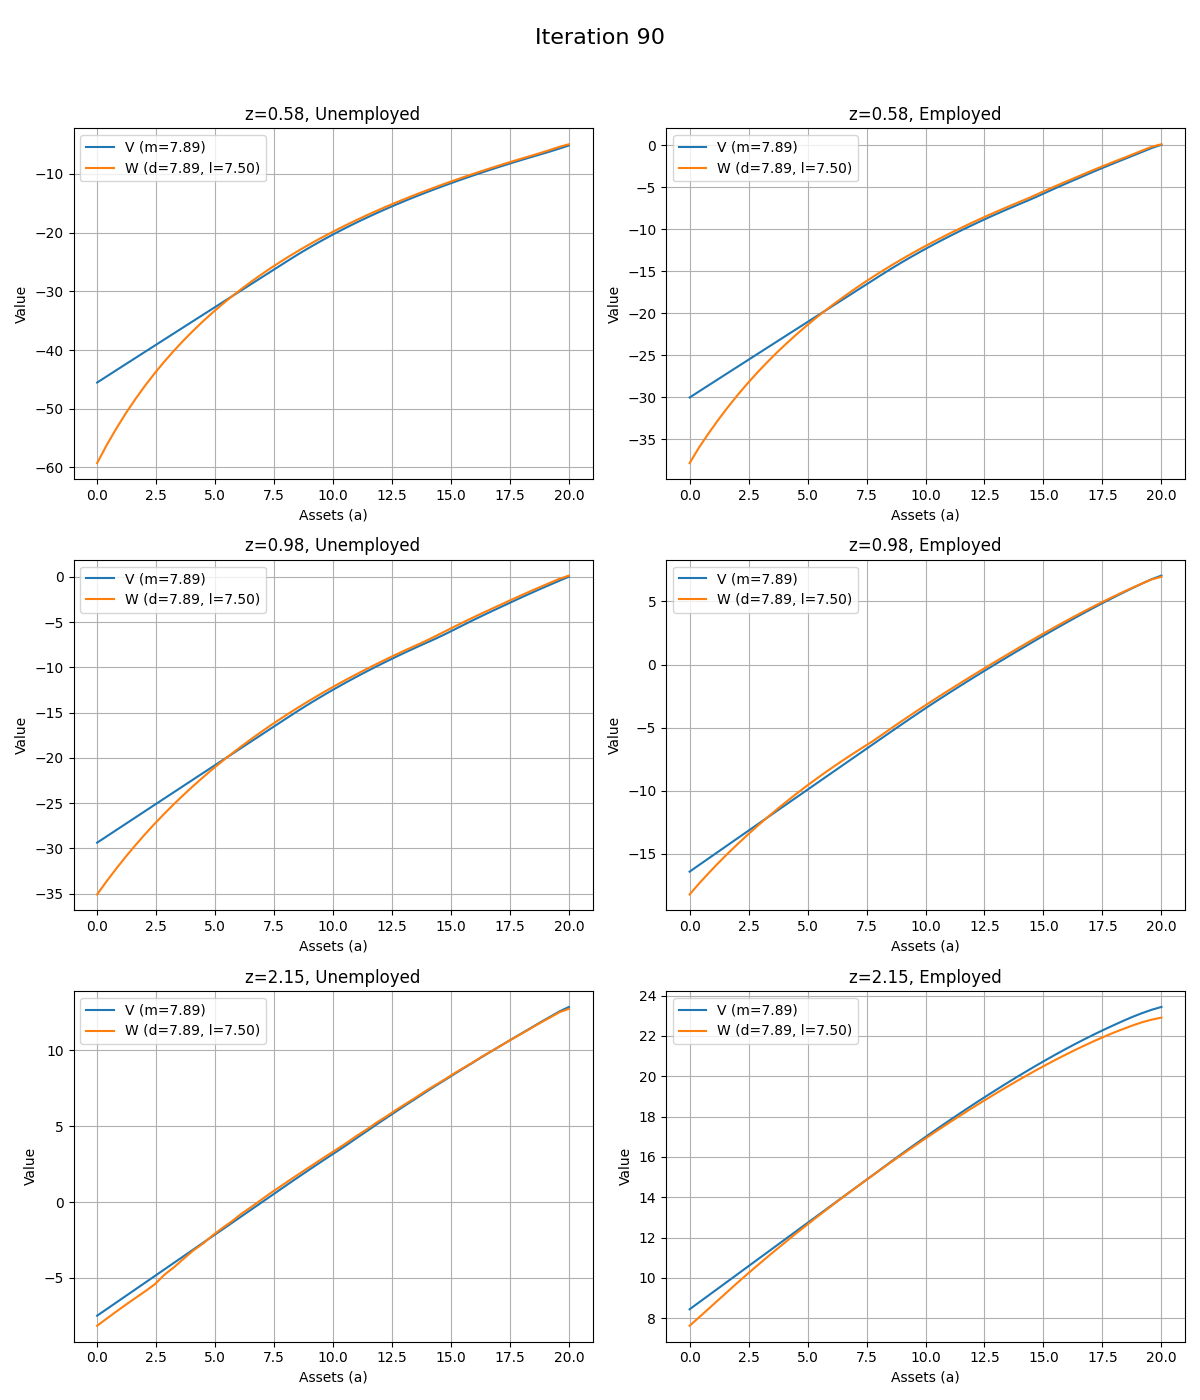 Iteration 90
z=0.58, Unemployed
V (m=7.89)
W (d=7.89, l=7.50)
Value
−10
−20
−30
−40
−50
−60
0.0 2.5 5.0 7.5 10.0 12.5 15.0 17.5 20.0
Assets (a)
z=0.58, Employed
V (m=7.89)
W (d=7.89, l=7.50)
Value
0
−5
−10
−15
−20
−25
−30
−35
0.0 2.5 5.0 7.5 10.0 12.5 15.0 17.5 20.0
Assets (a)
z=0.98, Unemployed
V (m=7.89)
W (d=7.89, l=7.50)
Value
0
−5
−10
−15
−20
−25
−30
−35
0.0 2.5 5.0 7.5 10.0 12.5 15.0 17.5 20.0
Assets (a)
z=0.98, Employed
V (m=7.89)
W (d=7.89, l=7.50)
Value
5
0
−5
−10
−15
0.0 2.5 5.0 7.5 10.0 12.5 15.0 17.5 20.0
Assets (a)
z=2.15, Unemployed
V (m=7.89)
W (d=7.89, l=7.50)
Value
10
5
0
−5
0.0 2.5 5.0 7.5 10.0 12.5 15.0 17.5 20.0
Assets (a)
z=2.15, Employed
V (m=7.89)
W (d=7.89, l=7.50)
Value
24
22
20
18
16
14
12
10
8
0.0 2.5 5.0 7.5 10.0 12.5 15.0 17.5 20.0
Assets (a)